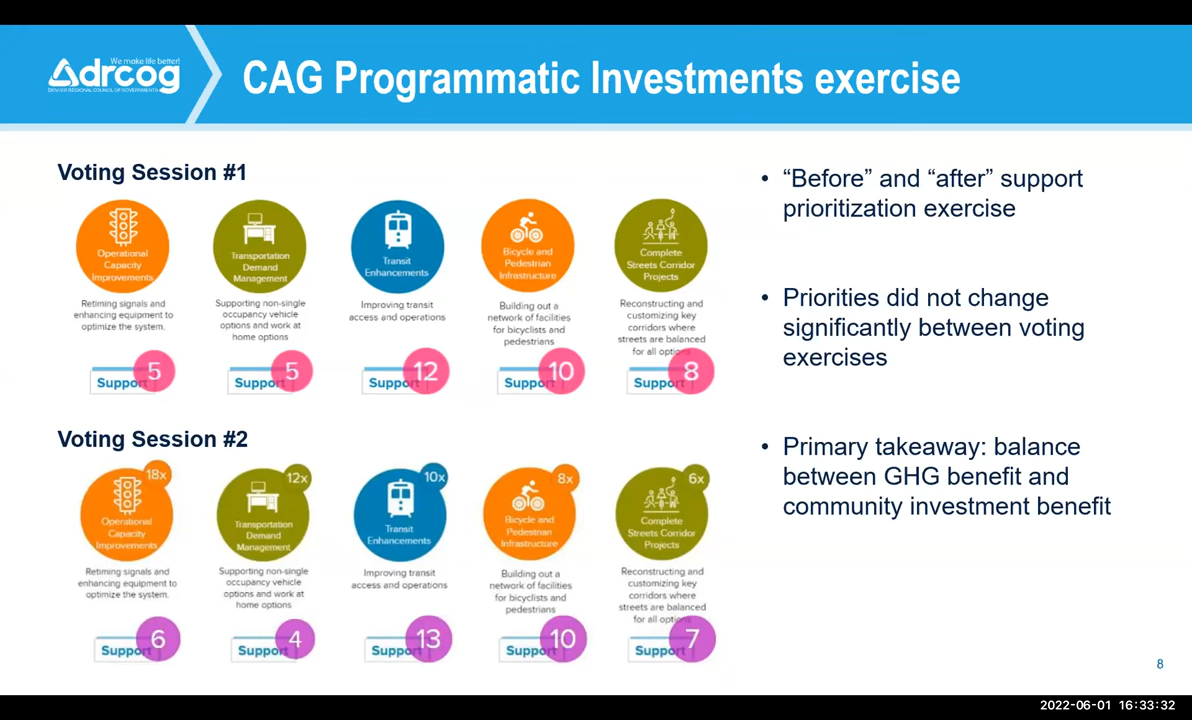 We make life better!
drcog
DENVER REGIONAL COUNCIL OF GOVERNMENTS
CAG Programmatic Investments exercise
Voting Session #1
Operational
Capacity
Improvements
Retiming signals and
enhancing equipment to
optimize the system.
Support 5
Transportation
Demand
Management
Supporting non-single
occupancy vehicle
options and work at
home options
Support 5
Transit
Enhancements
Improving transit
access and operations
Support 12
Bicycle and
Pedestrian
Infrastructure
Building out a
network of facilities
for bicyclists and
pedestrians
Support 10
Complete
Streets Corridor
Projects
Reconstructing and
customizing key
corridors where
streets are balanced
for all options
Support 8
Voting Session #2
18x
Operational
Capacity
Improvements
Retiming signals and
enhancing equipment to
optimize the system.
Support 6
12x
Transportation
Demand
Management
Supporting non-single
occupancy vehicle
options and work at
home options
Support 4
10x
Transit
Enhancements
Improving transit
access and operations
Support 13
8x
Bicycle and
Pedestrian
Infrastructure
Building out a
network of facilities
for bicyclists and
pedestrians
Support 10
6x
Complete
Streets Corridor
Projects
Reconstructing and
customizing key
corridors where
streets are balanced
for all options
Support 7
• “Before” and “after” support
prioritization exercise
• Priorities did not change
significantly between voting
exercises
• Primary takeaway: balance
between GHG benefit and
community investment benefit
8
2022-06-01 16:33:32